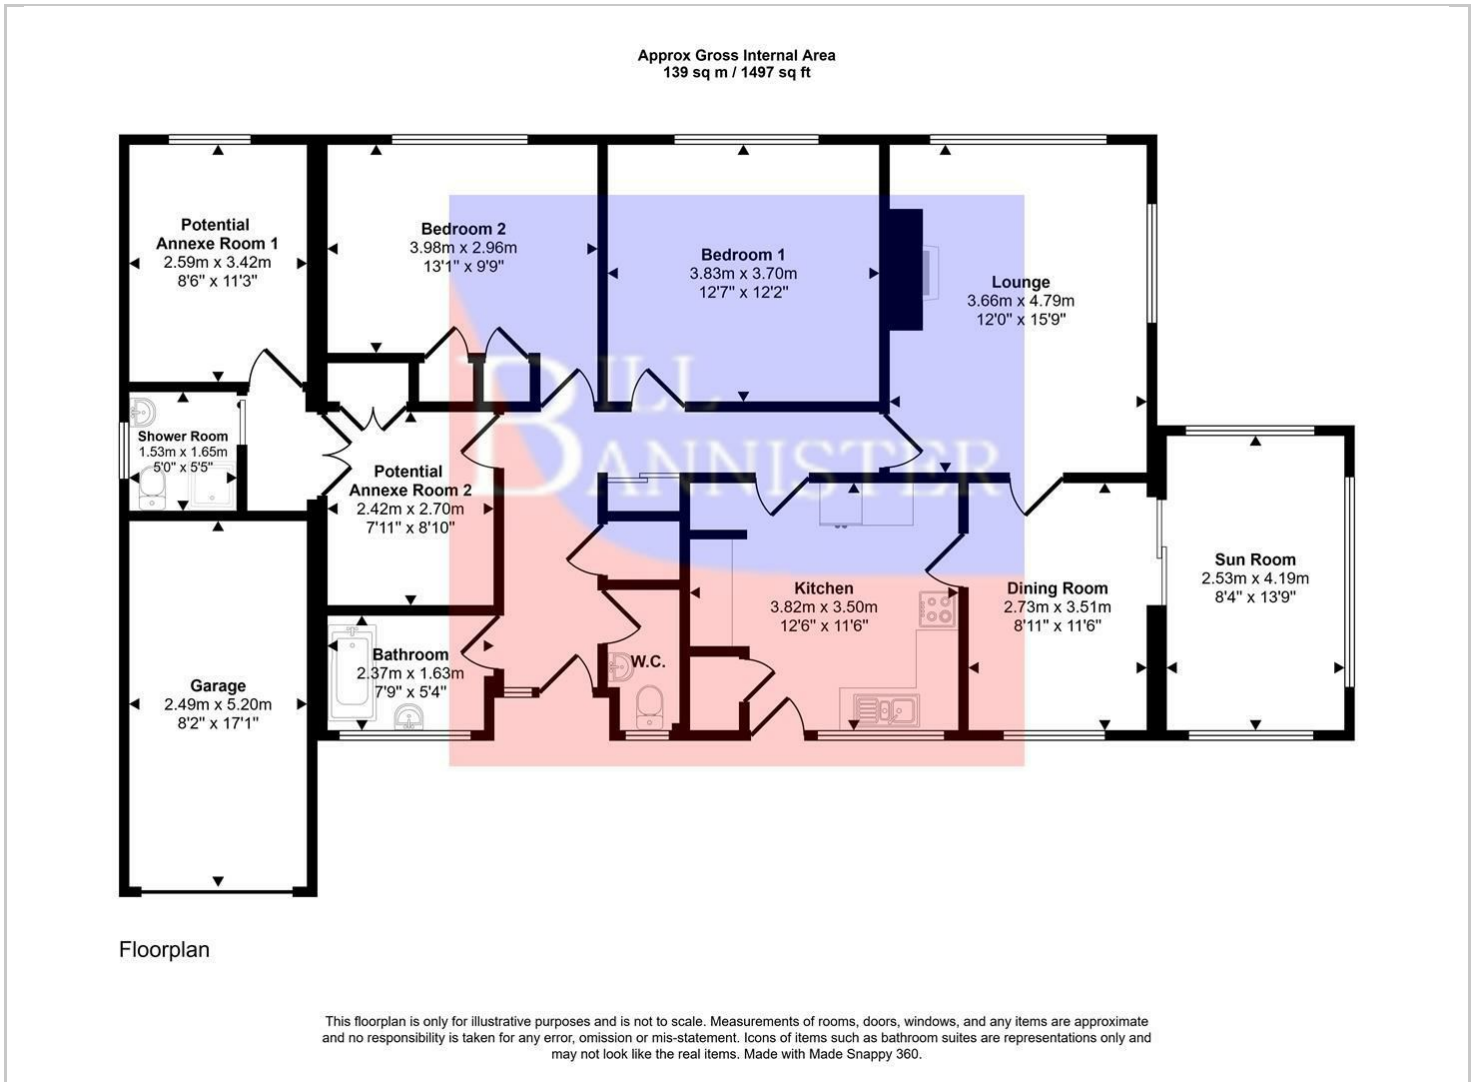 Approx Gross Internal Area
139 sq m / 1497 sq ft
Potential
Annexe Room 1
2.59m x 3.42m
8'6" x 11'3"
Bedroom 2
3.98m x 2.96m
13'1" x 9'9"
Bedroom 1
3.83m x 3.70m
12'7" x 12'2"
Lounge
3.66m x 4.79m
12'0" x 15'9"
BILL
BANNISTER
Shower Room
1.53m x 1.65m
5'0" x 5'5"
Potential
Annexe Room 2
2.42m x 2.70m
7'11" x 8'10"
Kitchen
3.82m x 3.50m
12'6" x 11'6"
Dining Room
2.73m x 3.51m
8'11" x 11'6"
Sun Room
2.53m x 4.19m
8'4" x 13'9"
Garage
2.49m x 5.20m
8'2" x 17'1"
Bathroom
2.37m x 1.63m
7'9" x 5'4"
W.C.
Floorplan
This floorplan is only for illustrative purposes and is not to scale. Measurements of rooms, doors, windows, and any items are approximate
and no responsibility is taken for any error, omission or mis-statement. Icons of items such as bathroom suites are representations only and
may not look like the real items. Made with Made Snappy 360.